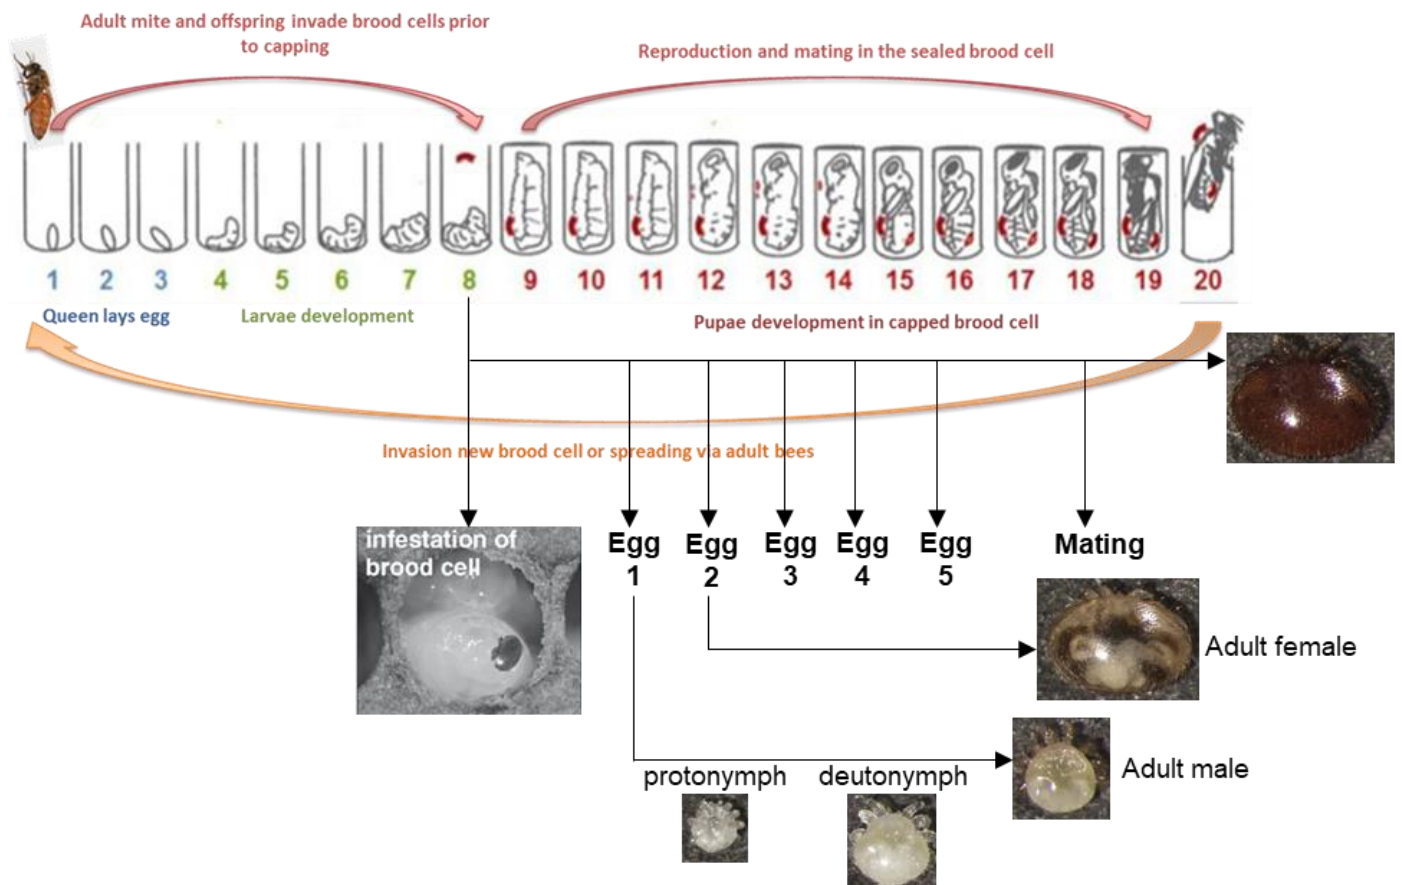 Adult mite and offspring invade brood cells prior
to capping
Reproduction and mating in the sealed brood cell
1 2 3 4 5 6 7 8 9 10 11 12 13 14 15 16 17 18 19 20
Queen lays egg
Larvae development
Pupae development in capped brood cell
Invasion new brood cell or spreading via adult bees
infestation of
brood cell
Egg
1
Egg
2
Egg
3
Egg
4
Egg
5
Mating
Adult female
Adult male
protonymph
deutonymph